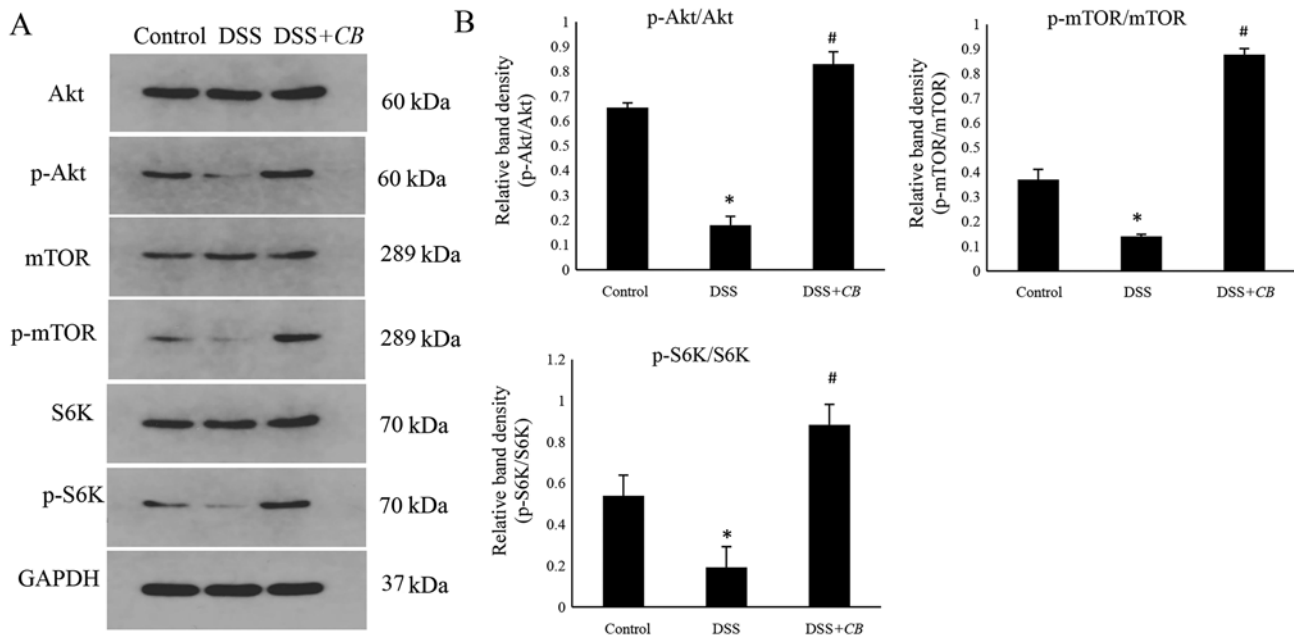 A
Control DSS DSS+CB
Akt 60 kDa
p-Akt 60 kDa
mTOR 289 kDa
p-mTOR 289 kDa
S6K 70 kDa
p-S6K 70 kDa
GAPDH 37 kDa
B
p-Akt/Akt
Relative band density
(p-Akt/Akt)
1
0.9
0.8
0.7
0.6
0.5
0.4
0.3
0.2
0.1
0
*
#
Control DSS DSS+CB
p-mTOR/mTOR
Relative band density
(p-mTOR/mTOR)
1
0.9
0.8
0.7
0.6
0.5
0.4
0.3
0.2
0.1
0
*
#
Control DSS DSS+CB
p-S6K/S6K
Relative band density
(p-S6K/S6K)
1.2
1
0.8
0.6
0.4
0.2
0
*
#
Control DSS DSS+CB